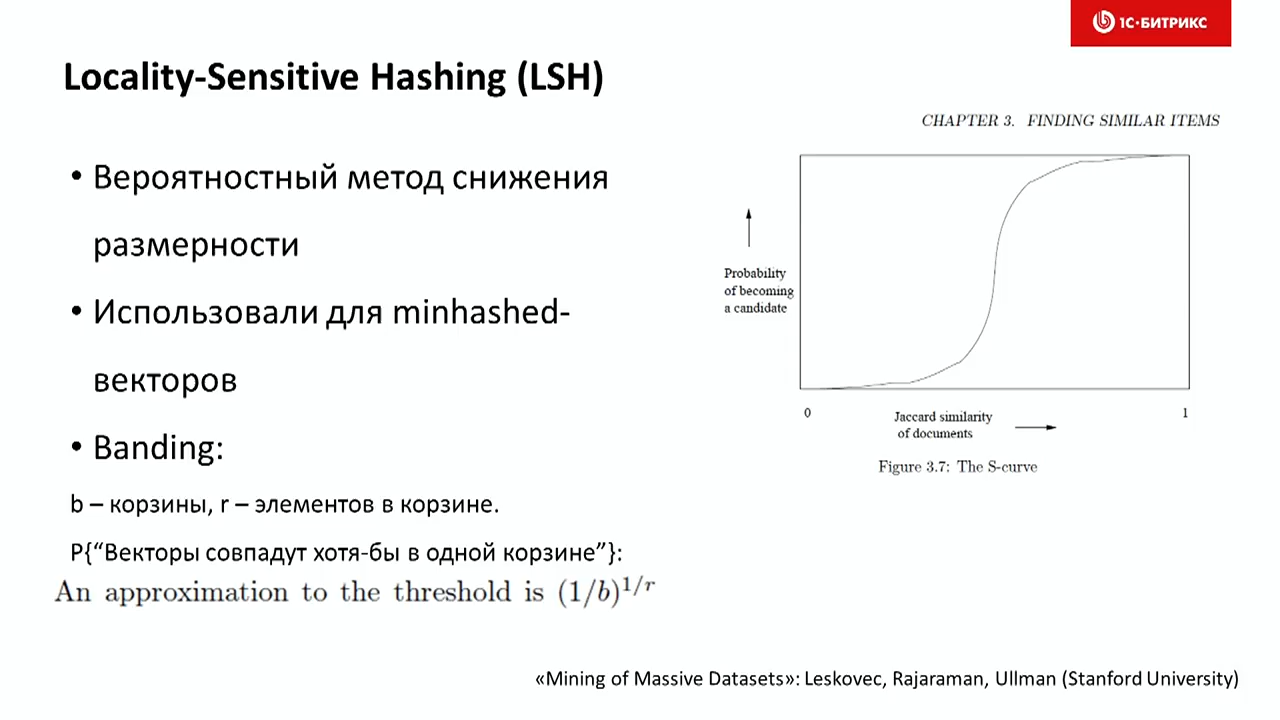 1С·БИТРИКС
Locality-Sensitive Hashing (LSH)
• Вероятностный метод снижения
размерности
• Использовали для minhashed-
векторов
• Banding:
b – корзины, r – элементов в корзине.
P{“Векторы совпадут хотя-бы в одной корзине”}:
An approximation to the threshold is (1/b)^{1/r}
CHAPTER 3. FINDING SIMILAR ITEMS
Probability
of becoming
a candidate
0
1
Jaccard similarity
of documents
Figure 3.7: The S-curve
«Mining of Massive Datasets»: Leskovec, Rajaraman, Ullman (Stanford University)